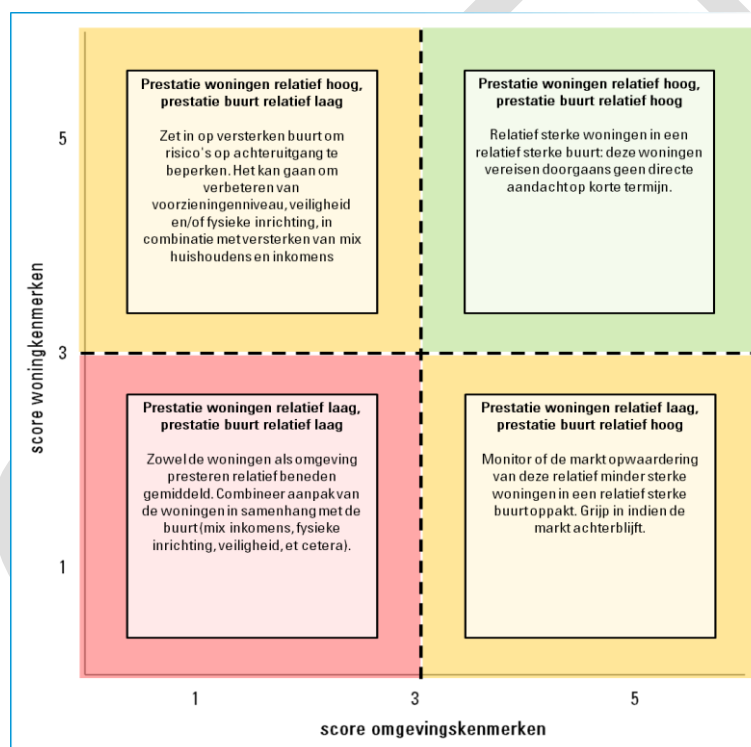 Prestatie woningen relatief hoog,
prestatie buurt relatief laag
Zet in op versterken buurt om
risico's op achteruitgang te
beperken. Het kan gaan om
verbeteren van
voorzieningenniveau, veiligheid
en/of fysieke inrichting, in
combinatie met versterken van mix
huishoudens en inkomens
Prestatie woningen relatief hoog,
prestatie buurt relatief hoog
Relatief sterke woningen in een
relatief sterke buurt: deze woningen
vereisen doorgaans geen directe
aandacht op korte termijn.
Prestatie woningen relatief laag,
prestatie buurt relatief laag
Zowel de woningen als omgeving
presteren relatief beneden
gemiddeld. Combineer aanpak van
de woningen in samenhang met de
buurt (mix inkomens, fysieke
inrichting, veiligheid, et cetera).
Prestatie woningen relatief laag,
prestatie buurt relatief hoog
Monitor of de markt opwaardering
van deze relatief minder sterke
woningen in een relatief sterke
buurt oppakt. Grijp in indien de
markt achterblijft.
score woningkenmerken
5
3
1
1
3
5
score omgevingskenmerken